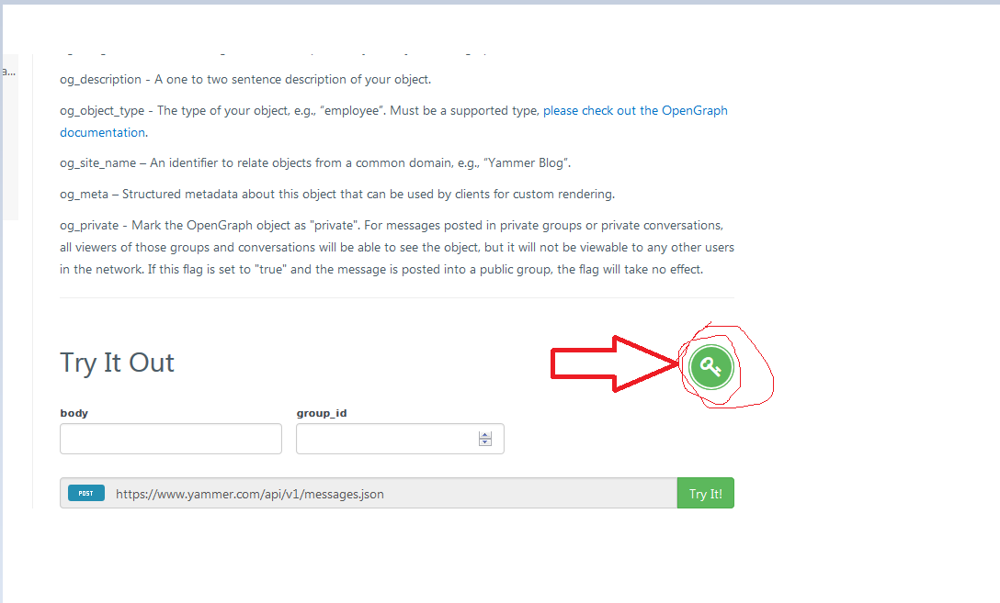 a...
og_description - A one to two sentence description of your object.
og_object_type - The type of your object, e.g., “employee”. Must be a supported type, please check out the OpenGraph
documentation.
og_site_name – An identifier to relate objects from a common domain, e.g., “Yammer Blog”.
og_meta – Structured metadata about this object that can be used by clients for custom rendering.
og_private - Mark the OpenGraph object as "private". For messages posted in private groups or private conversations,
all viewers of those groups and conversations will be able to see the object, but it will not be viewable to any other users
in the network. If this flag is set to "true" and the message is posted into a public group, the flag will take no effect.
Try It Out
body group_id
POST https://www.yammer.com/api/v1/messages.json Try It!